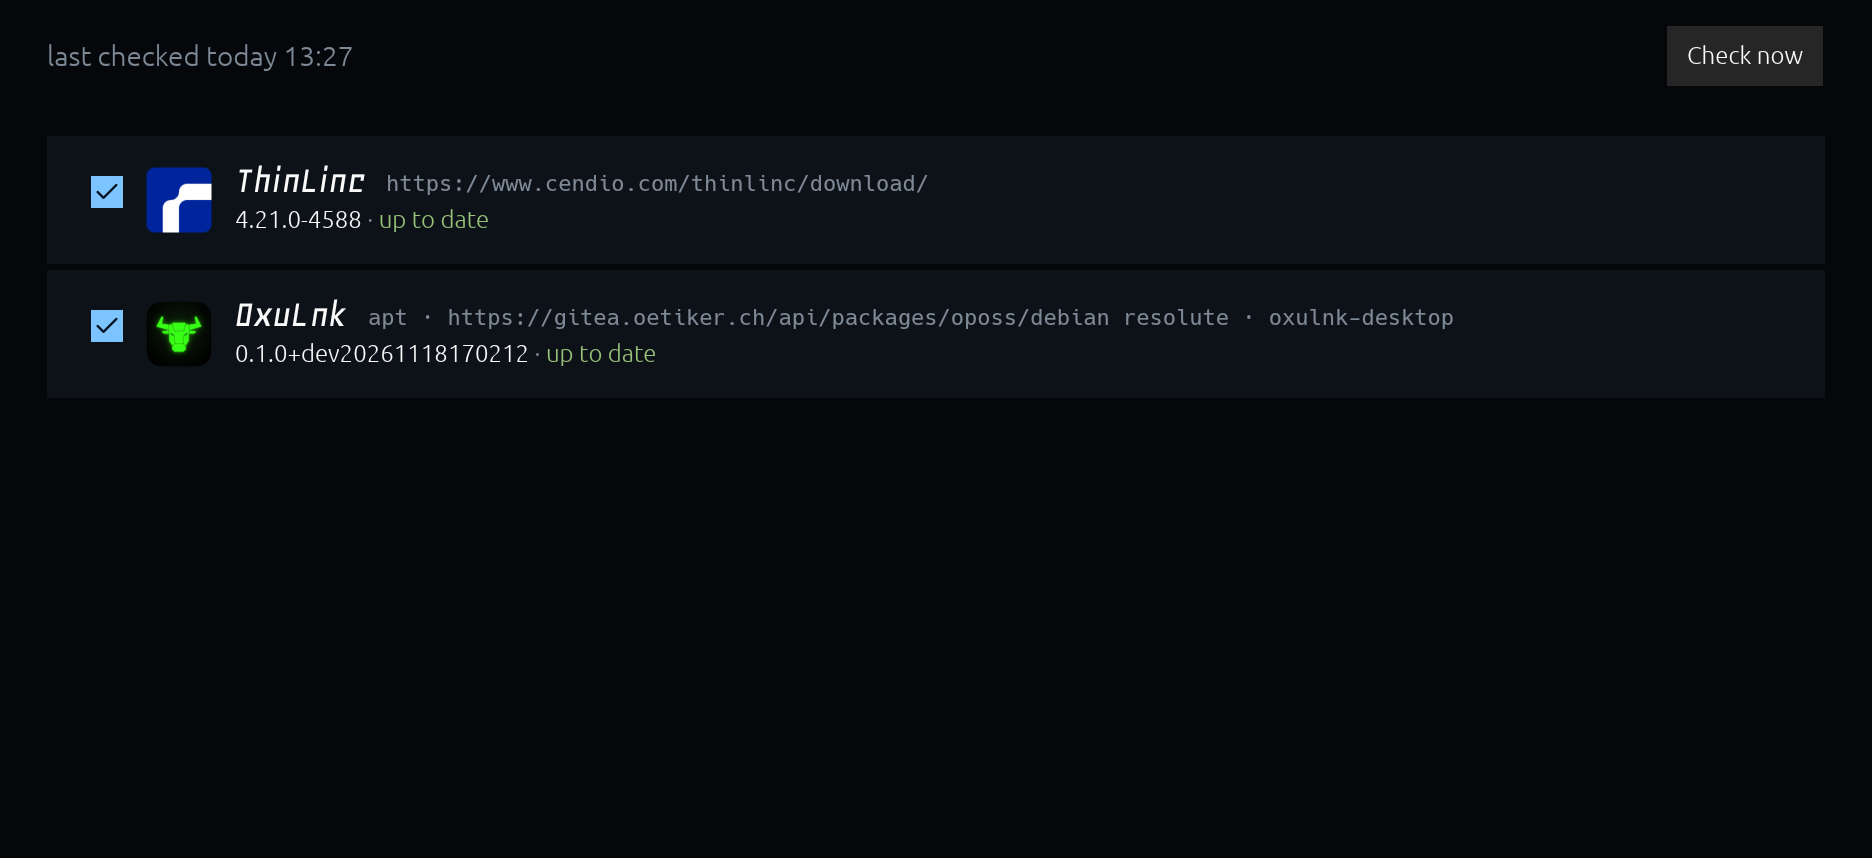 last checked today 13:27
Check now
ThinLinc https://www.cendio.com/thinlinc/download/
4.21.0-4588 · up to date
OxuLnk apt · https://gitea.oetiker.ch/api/packages/oposs/debian resolute · oxulnk-desktop
0.1.0+dev20261118170212 · up to date